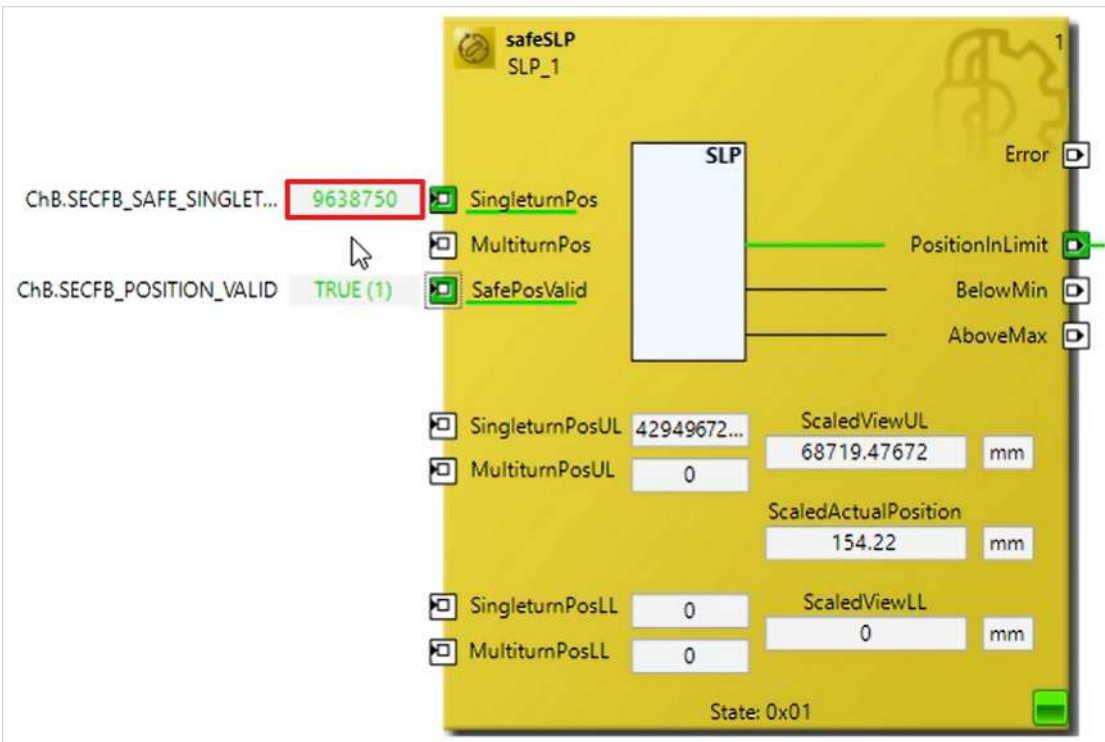 safeSLP
SLP_1
1
SLP
Error
ChB.SECFB_SAFE_SINGLET... 9638750 SingleturnPos
MultiturnPos PositionInLimit
ChB.SECFB_POSITION_VALID TRUE (1) SafePosValid BelowMin
AboveMax
SingleturnPosUL 42949672... ScaledViewUL
68719.47672 mm
MultiturnPosUL 0
ScaledActualPosition
154.22 mm
SingleturnPosLL 0 ScaledViewLL
0 mm
MultiturnPosLL 0
State: 0x01